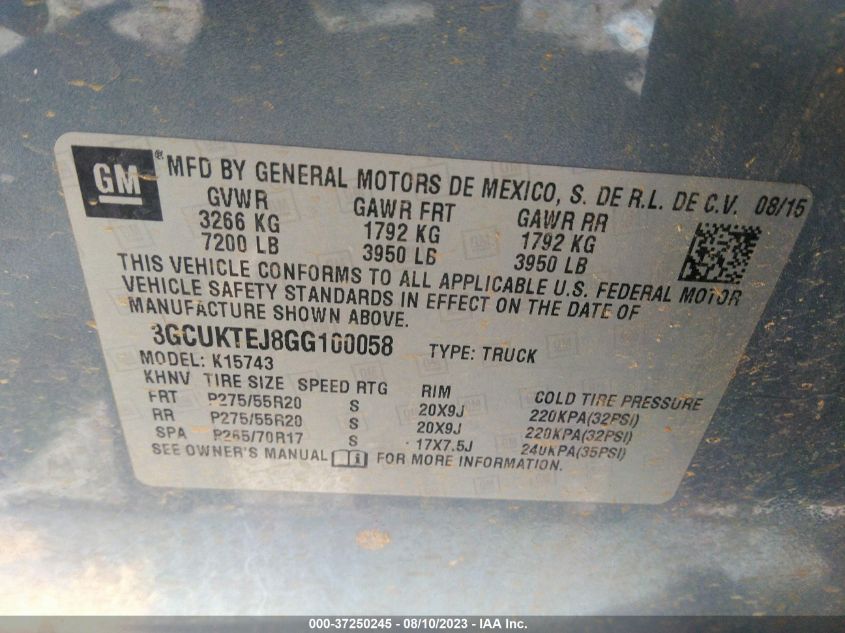 GM® MFD BY GENERAL MOTORS DE MEXICO, S. DE R.L. DE C.V. 08/15
GVWR GAWR FRT GAWR RR
3266 KG 1792 KG 1792 KG
7200 LB 3950 LB 3950 LB
THIS VEHICLE CONFORMS TO ALL APPLICABLE U.S. FEDERAL MOTOR
VEHICLE SAFETY STANDARDS IN EFFECT ON THE DATE OF
MANUFACTURE SHOWN ABOVE.
3GCUKTEJ8GG100058 TYPE: TRUCK
MODEL: K15743
KHNV TIRE SIZE SPEED RTG RIM COLD TIRE PRESSURE
FRT P275/55R20 S 20X9J 220KPA(32PSI)
RR P275/55R20 S 20X9J 220KPA(32PSI)
SPA P265/70R17 S 17X7.5J 240KPA(35PSI)
SEE OWNER'S MANUAL FOR MORE INFORMATION.
000-37250245 - 08/10/2023 - IAA Inc.